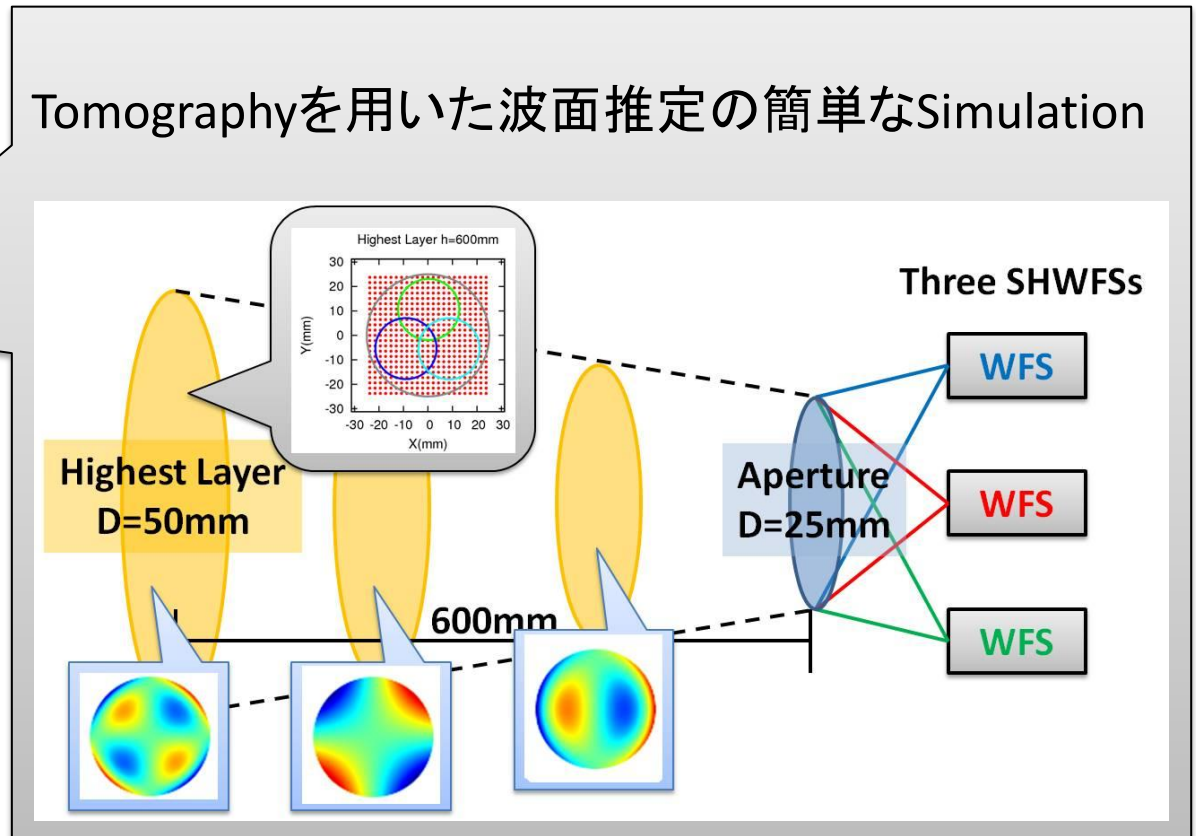 Tomographyを用いた波面推定の簡単なSimulation
Highest Layer h=600mm
30
20
10
0
-10
-20
-30
Y(mm)
-30 -20 -10 0 10 20 30
X(mm)
Three SHWFSs
WFS
WFS
WFS
Highest Layer
D=50mm
Aperture
D=25mm
600mm